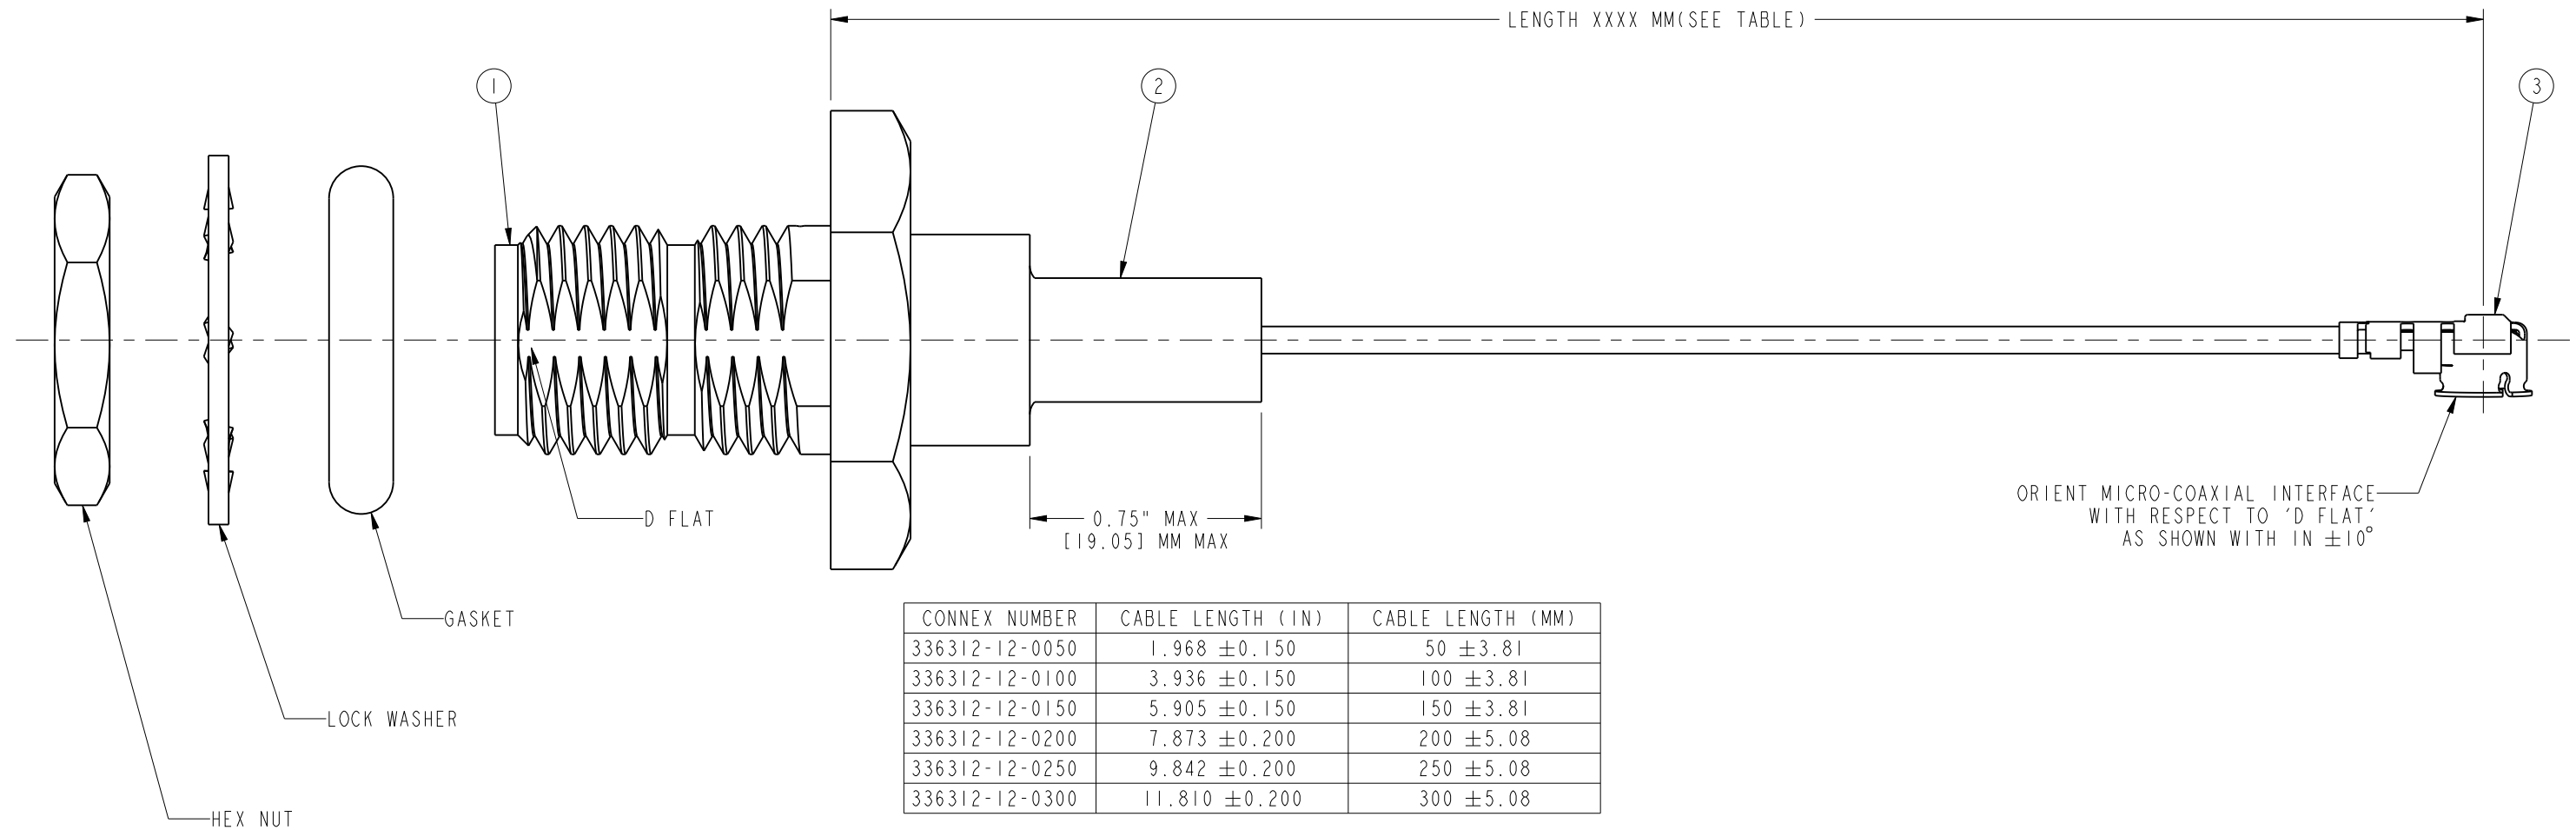 LENGTH XXXX MM(SEE TABLE)
1
2
3
D FLAT
0.75" MAX
[19.05] MM MAX
ORIENT MICRO-COAXIAL INTERFACE
WITH RESPECT TO 'D FLAT'
AS SHOWN WITH IN ±10°
GASKET
LOCK WASHER
HEX NUT
CONNEX NUMBER CABLE LENGTH (IN) CABLE LENGTH (MM)
336312-12-0050 1.968 ±0.150 50 ±3.81
336312-12-0100 3.936 ±0.150 100 ±3.81
336312-12-0150 5.905 ±0.150 150 ±3.81
336312-12-0200 7.873 ±0.200 200 ±5.08
336312-12-0250 9.842 ±0.200 250 ±5.08
336312-12-0300 11.810 ±0.200 300 ±5.08